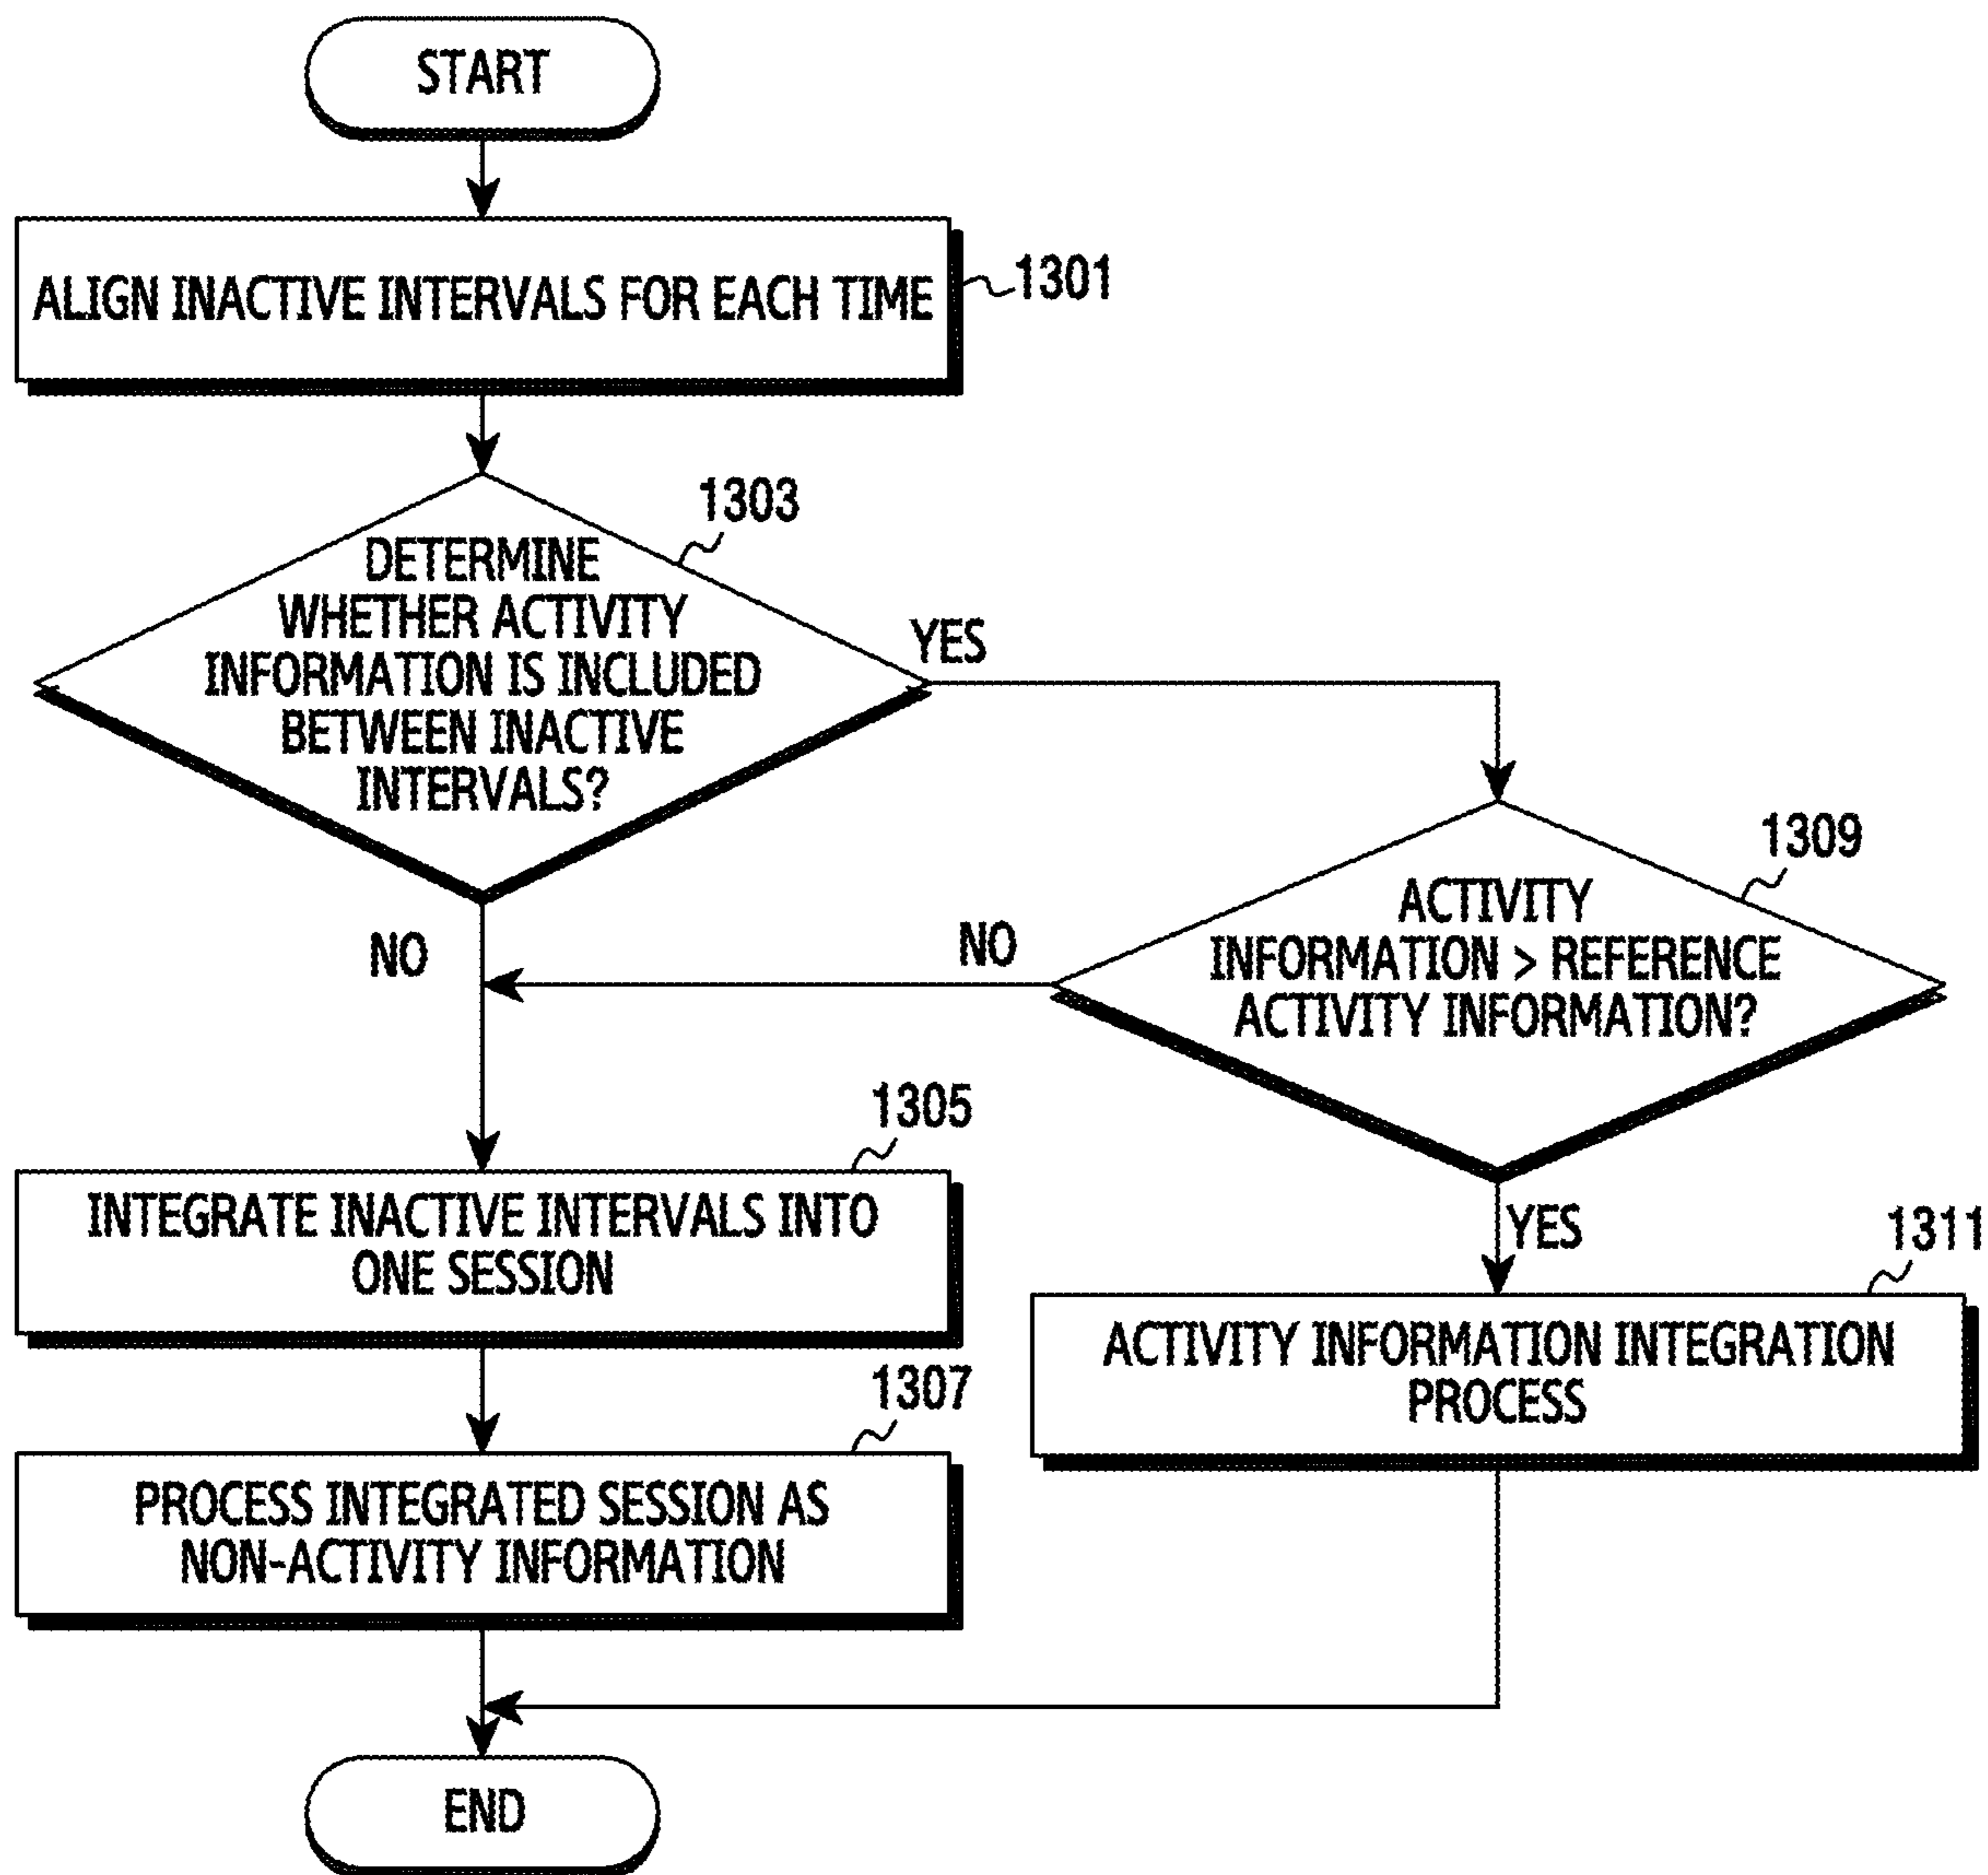 START
ALIGN INACTIVE INTERVALS FOR EACH TIME
1301
1303
DETERMINE
WHETHER ACTIVITY
INFORMATION IS INCLUDED
BETWEEN INACTIVE
INTERVALS?
YES
NO
1309
ACTIVITY
INFORMATION > REFERENCE
ACTIVITY INFORMATION?
NO
YES
1305
INTEGRATE INACTIVE INTERVALS INTO
ONE SESSION
1311
ACTIVITY INFORMATION INTEGRATION
PROCESS
1307
PROCESS INTEGRATED SESSION AS
NON-ACTIVITY INFORMATION
END